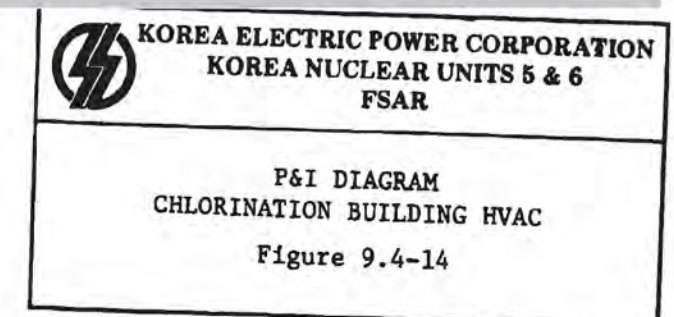 KOREA ELECTRIC POWER CORPORATION
KOREA NUCLEAR UNITS 5 & 6
FSAR
P&I DIAGRAM
CHLORINATION BUILDING HVAC
Figure 9.4-14